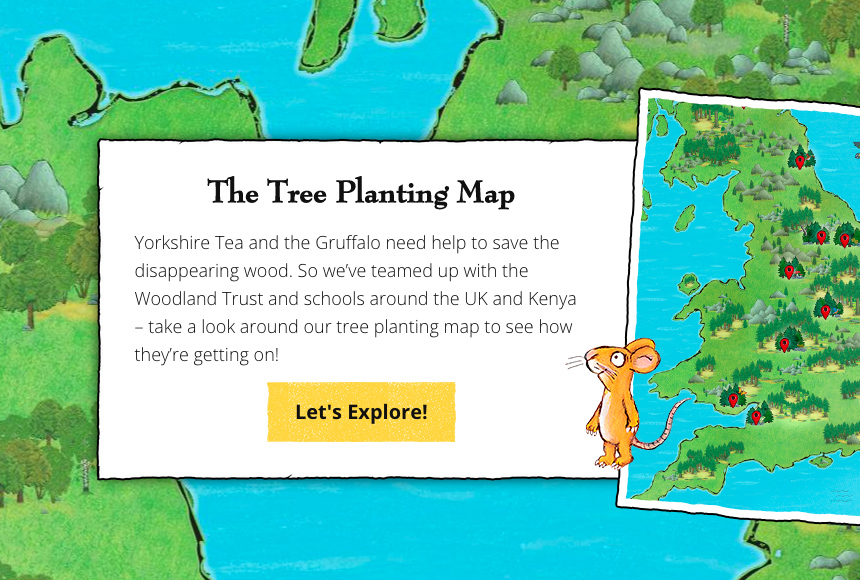 The Tree Planting Map
Yorkshire Tea and the Gruffalo need help to save the
disappearing wood. So we’ve teamed up with the
Woodland Trust and schools around the UK and Kenya
– take a look around our tree planting map to see how
they’re getting on!
Let's Explore!